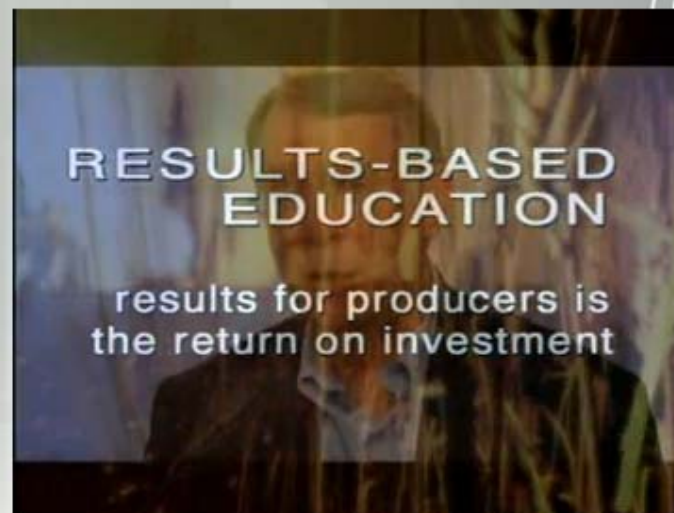 RESULTS-BASED
EDUCATION
results for producers is
the return on investment